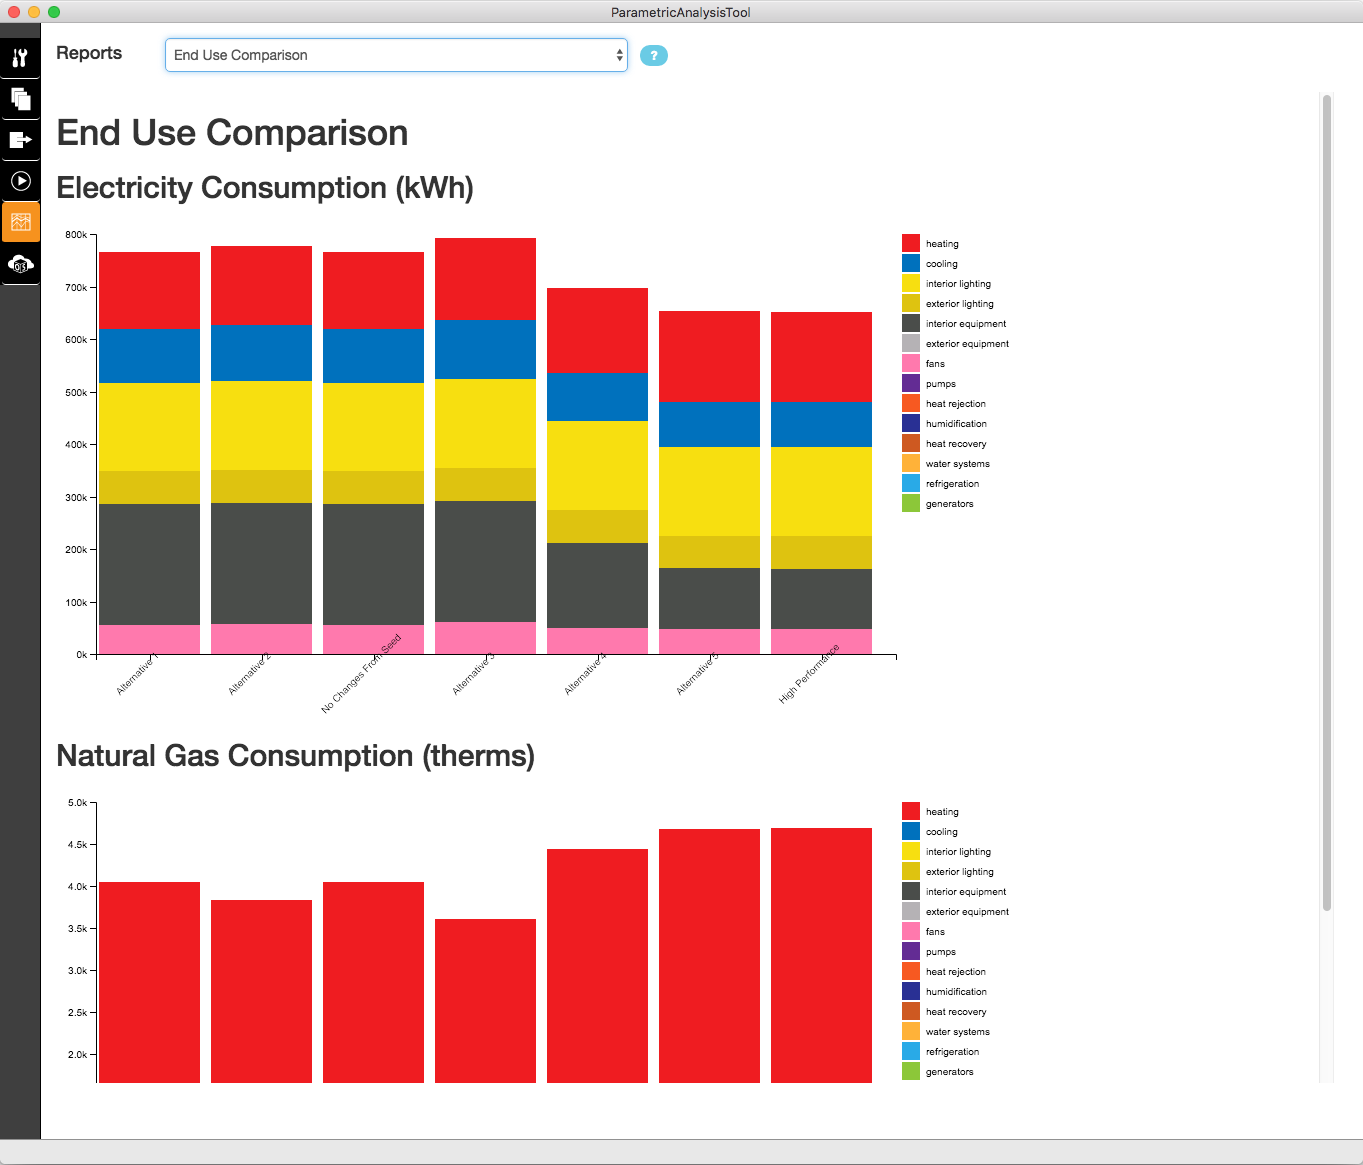 ParametricAnalysisTool
Reports
End Use Comparison
?
End Use Comparison
Electricity Consumption (kWh)
800k
700k
600k
500k
400k
300k
200k
100k
0k
Alternative 1
Alternative 2
No Changes From Seed
Alternative 3
Alternative 4
Alternative 5
High Performance
heating
cooling
interior lighting
exterior lighting
interior equipment
exterior equipment
fans
pumps
heat rejection
humidification
heat recovery
water systems
refrigeration
generators
Natural Gas Consumption (therms)
5.0k
4.5k
4.0k
3.5k
3.0k
2.5k
2.0k
heating
cooling
interior lighting
exterior lighting
interior equipment
exterior equipment
fans
pumps
heat rejection
humidification
heat recovery
water systems
refrigeration
generators